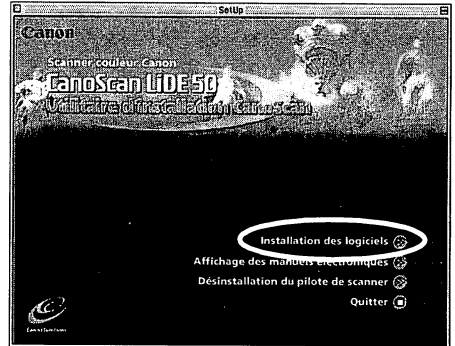 SetUp
Canon
Scanner couleur Canon
CanoScan LiDE 50
Utilitaire d'installation CanoScan
Installation des logiciels
Affichage des manuels électroniques
Désinstallation du pilote de scanner
Quitter